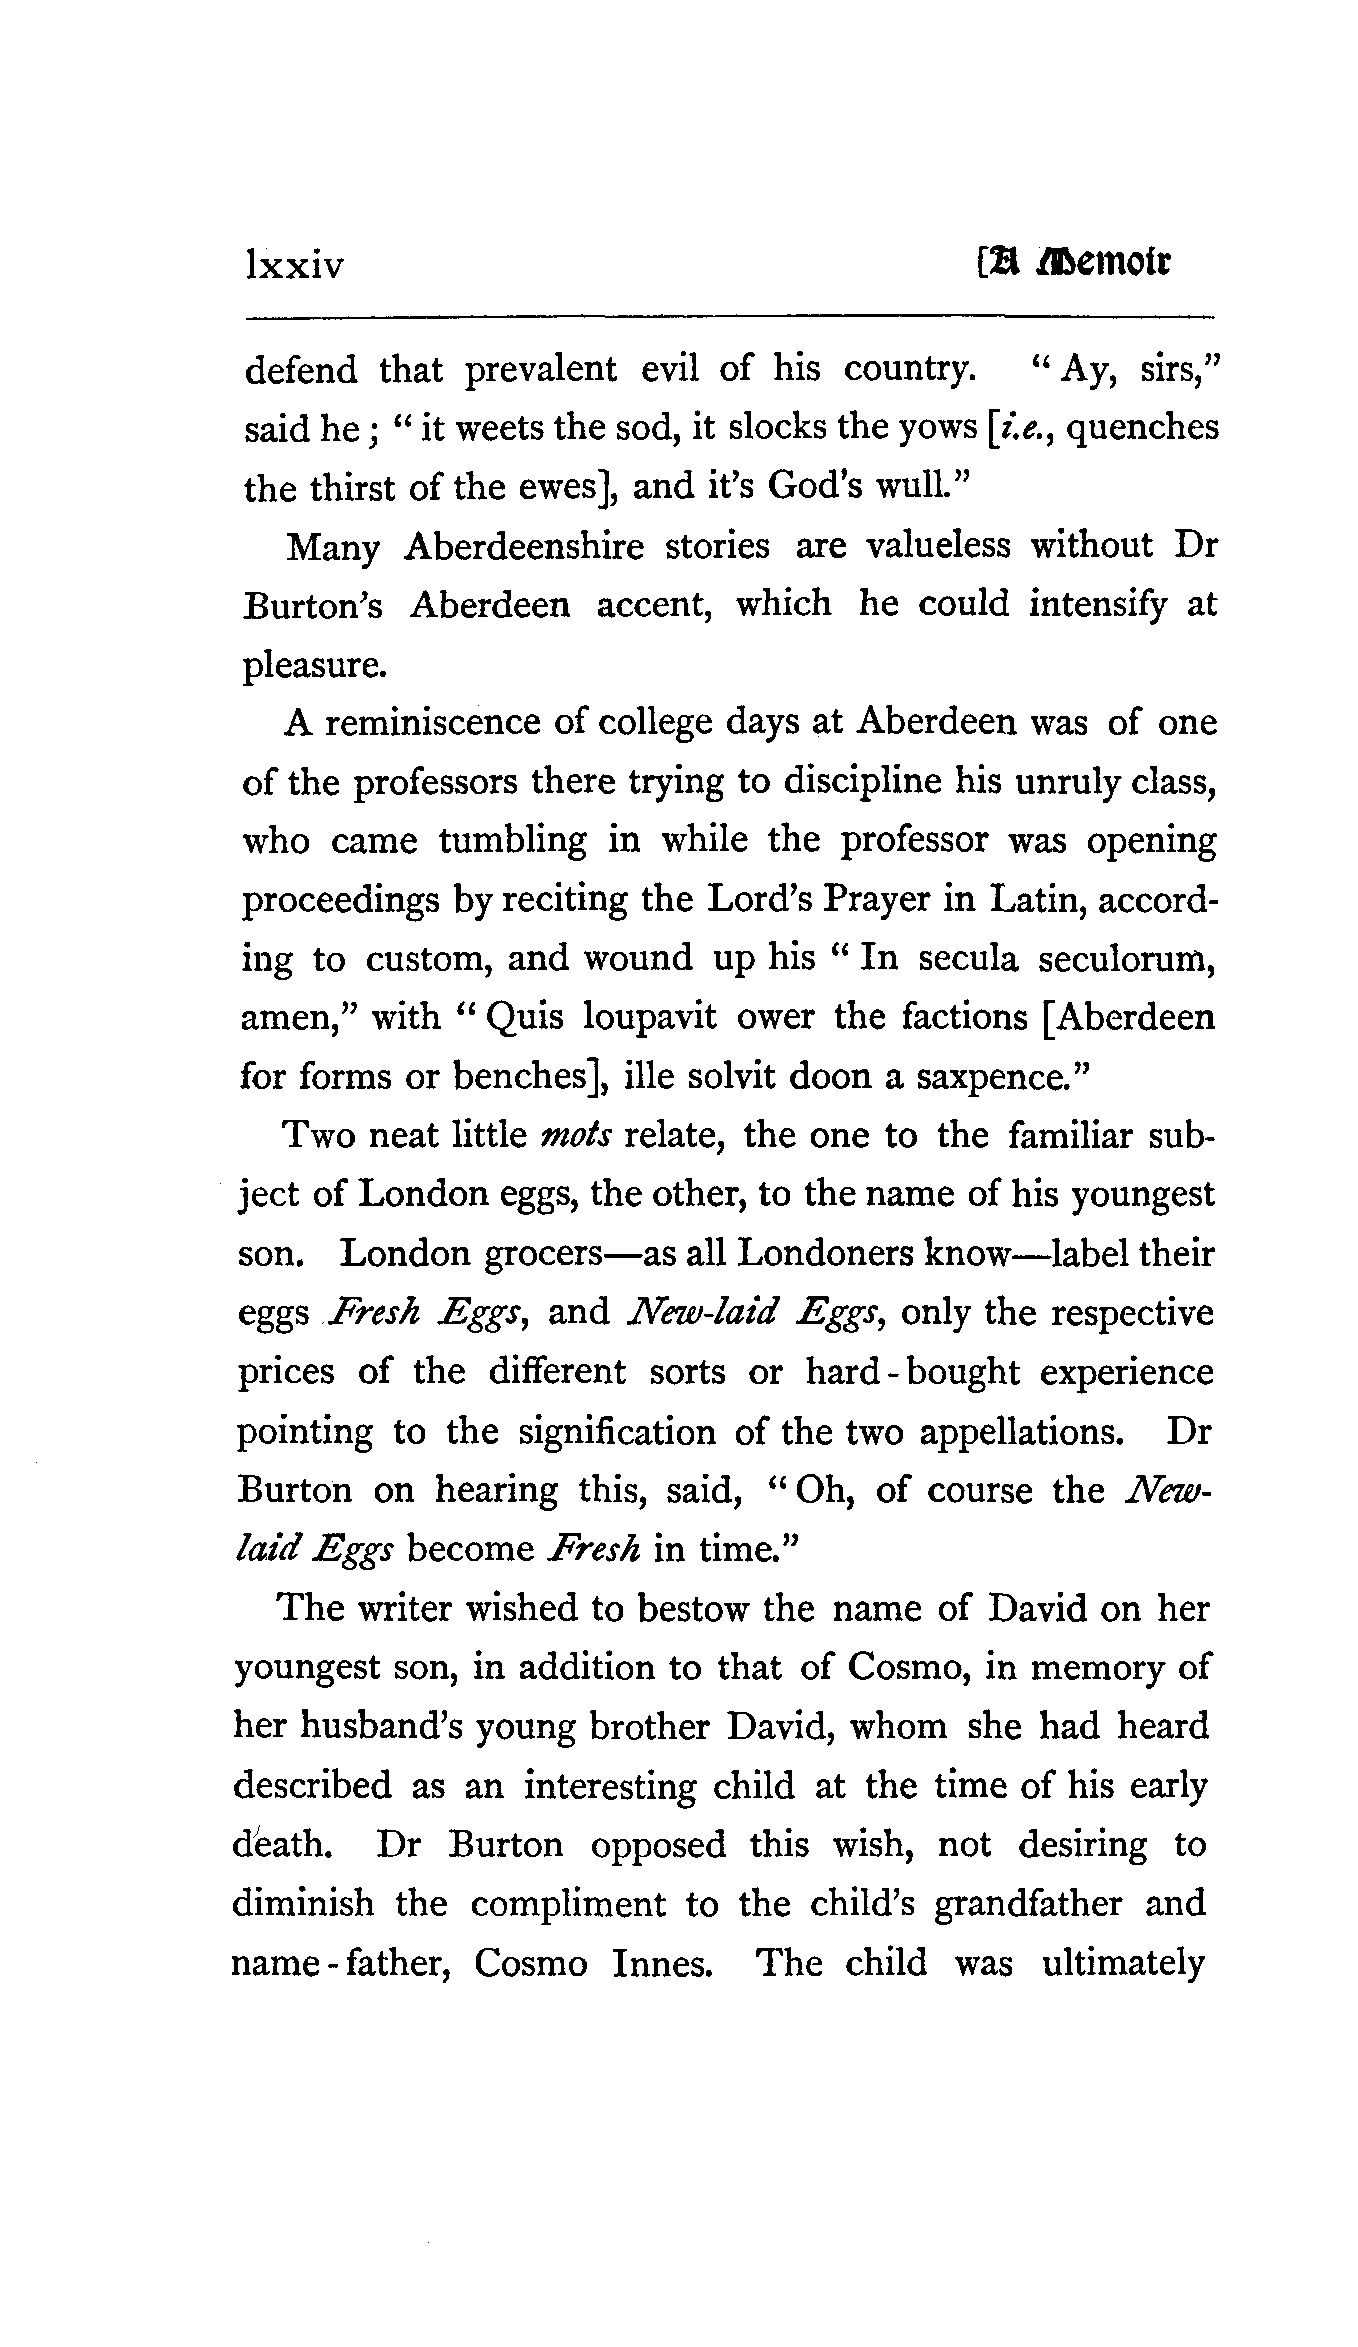 lxxiv [A Memoir
defend that prevalent evil of his country. “Ay, sirs,”
said he; “it weets the sod, it slocks the yows [i.e., quenches
the thirst of the ewes], and it's God's wull.”
Many Aberdeenshire stories are valueless without Dr
Burton's Aberdeen accent, which he could intensify at
pleasure.
A reminiscence of college days at Aberdeen was of one
of the professors there trying to discipline his unruly class,
who came tumbling in while the professor was opening
proceedings by reciting the Lord's Prayer in Latin, accord-
ing to custom, and wound up his “In secula seculorum,
amen,” with “Quis loupavit ower the factions [Aberdeen
for forms or benches], ille solvit doon a saxpence.”
Two neat little mots relate, the one to the familiar sub-
ject of London eggs, the other, to the name of his youngest
son. London grocers—as all Londoners know—label their
eggs Fresh Eggs, and New-laid Eggs, only the respective
prices of the different sorts or hard-bought experience
pointing to the signification of the two appellations. Dr
Burton on hearing this, said, “Oh, of course the New-
laid Eggs become Fresh in time.”
The writer wished to bestow the name of David on her
youngest son, in addition to that of Cosmo, in memory of
her husband's young brother David, whom she had heard
described as an interesting child at the time of his early
death. Dr Burton opposed this wish, not desiring to
diminish the compliment to the child's grandfather and
name-father, Cosmo Innes. The child was ultimately